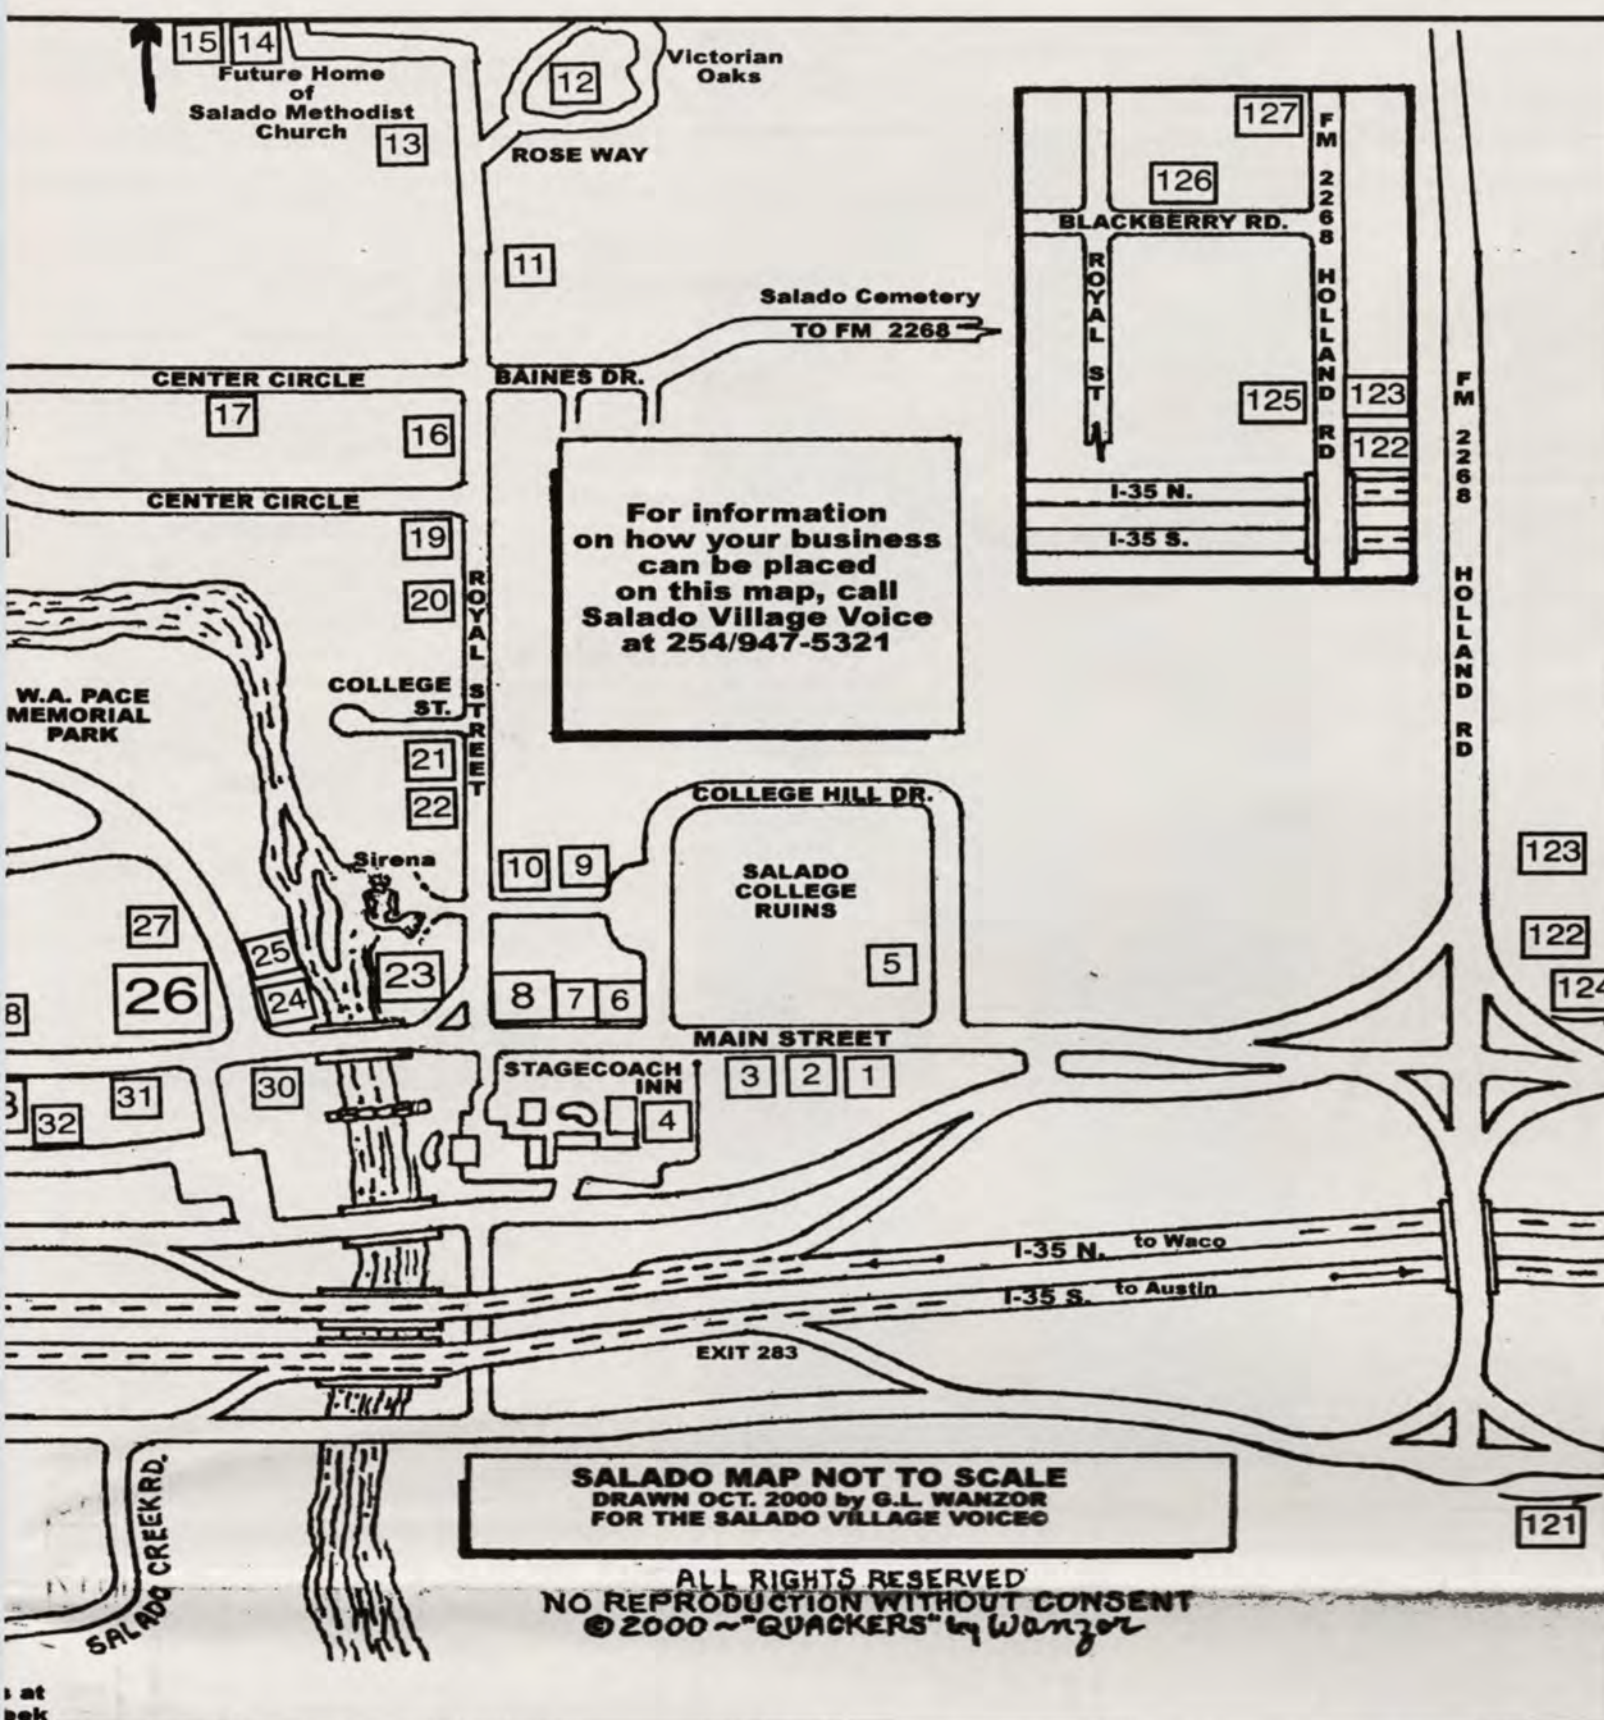 15
14
Future Home
of
Salado Methodist
Church
13
12
Victorian
Oaks
ROSE WAY
11
Salado Cemetery
TO FM 2268
CENTER CIRCLE
BAINES DR.
17
16
CENTER CIRCLE
19
20
ROYAL STREET
For information
on how your business
can be placed
on this map, call
Salado Village Voice
at 254/947-5321
127
126
BLACKBERRY RD.
FM 2268 HOLLAND RD
ROYAL ST
125
123
122
I-35 N.
I-35 S.
FM 2268 HOLLAND RD
W.A. PACE
MEMORIAL
PARK
COLLEGE
ST.
21
22
COLLEGE HILL DR.
Sirena
10
9
SALADO
COLLEGE
RUINS
5
123
122
124
27
25
26
24
23
8
7
6
8
MAIN STREET
STAGECOACH
INN
3
2
1
4
30
31
32
3
I-35 N.
to Waco
I-35 S.
to Austin
EXIT 283
SALADO CREEK RD.
SALADO MAP NOT TO SCALE
DRAWN OCT. 2000 by G.L. WANZOR
FOR THE SALADO VILLAGE VOICE©
121
ALL RIGHTS RESERVED
NO REPRODUCTION WITHOUT CONSENT
©2000~"QUACKERS" by Wanzor
at